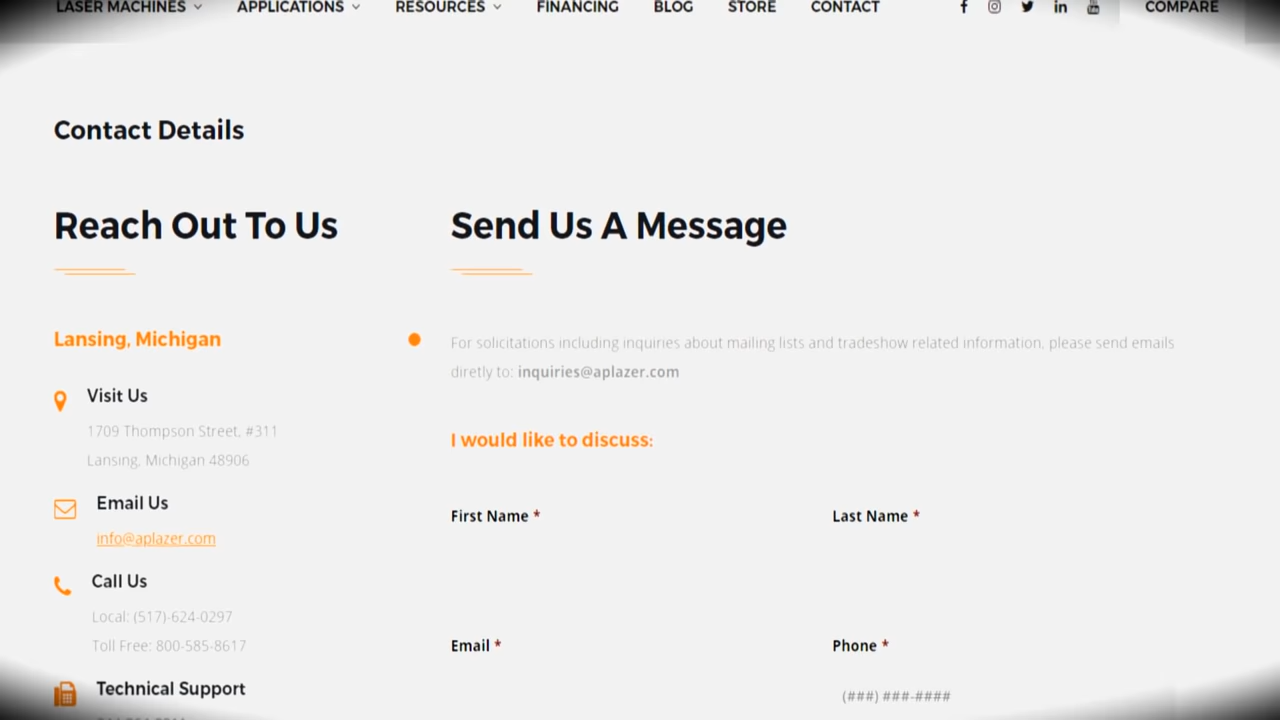 LASER MACHINES APPLICATIONS RESOURCES FINANCING BLOG STORE CONTACT COMPARE
Contact Details
Reach Out To Us
Send Us A Message
Lansing, Michigan
Visit Us
1709 Thompson Street, #311
Lansing, Michigan 48906
Email Us
info@aplazer.com
Call Us
Local: (517)-624-0297
Toll Free: 800-585-8617
Technical Support
For solicitations including inquiries about mailing lists and tradeshow related information, please send emails
diretly to: inquiries@aplazer.com
I would like to discuss:
First Name * Last Name *
Email * Phone *
(###) ###-####